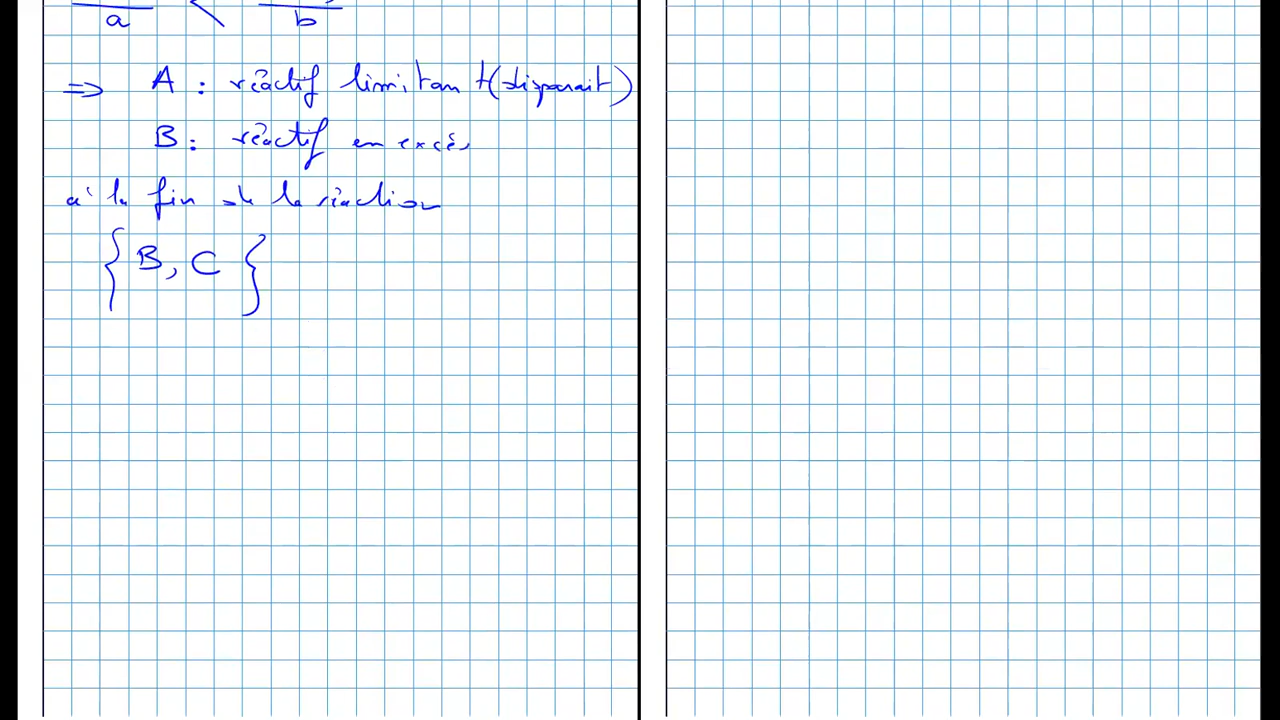 a < b
⇒ A : réactif limitant (disparait)
B : réactif en excès
à la fin de la réaction
{ B, C }